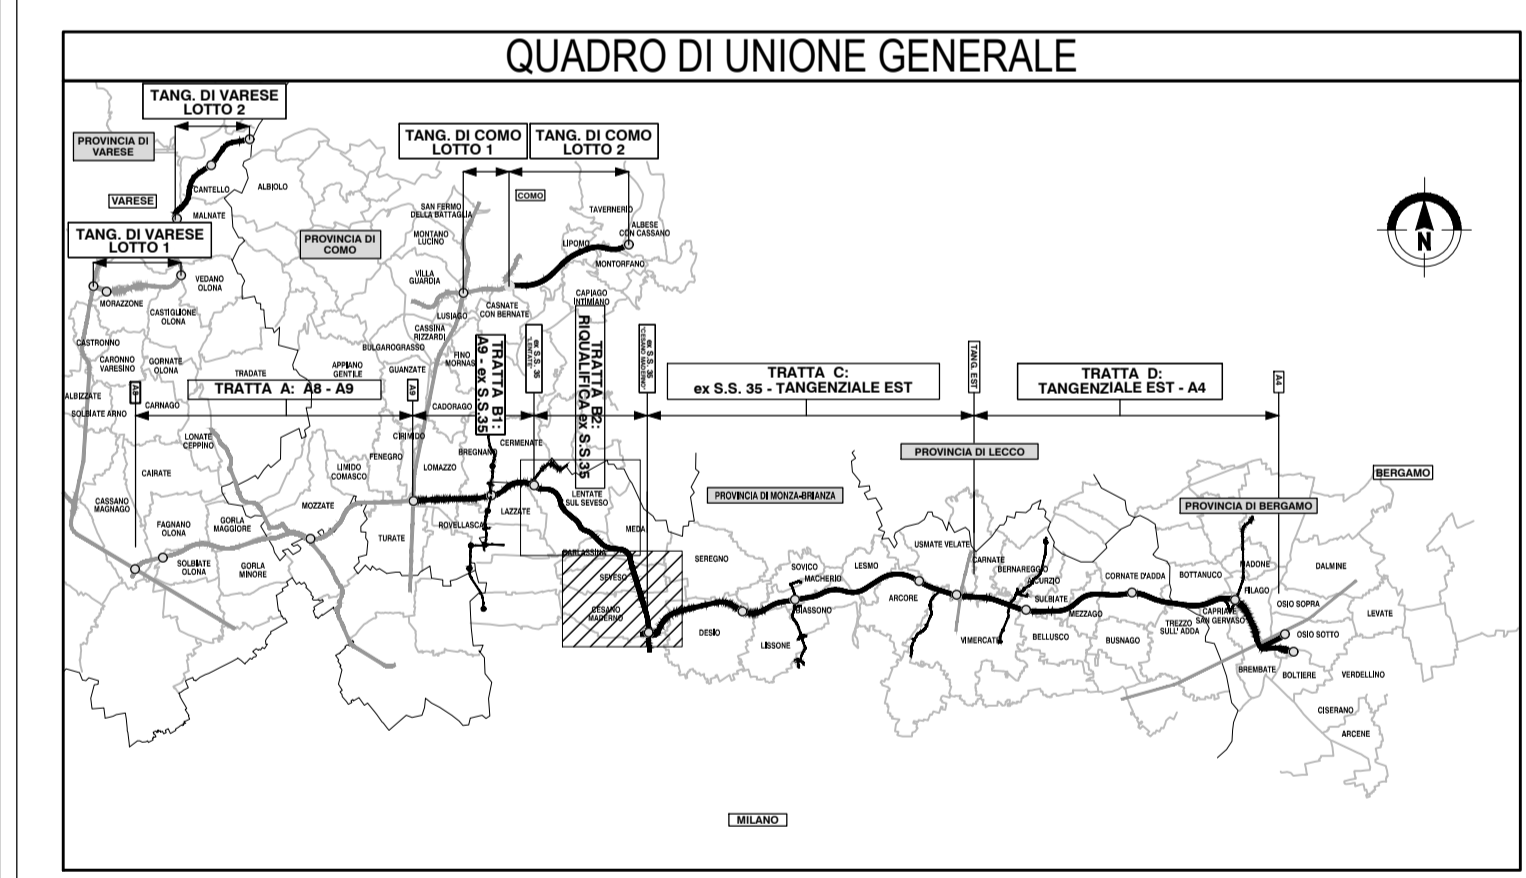 QUADRO DI UNIONE GENERALE
TANG. DI VARESE
LOTTO 2
PROVINCIA DI
VARESE
CANTELLO
ALBIOLO
VARESE
MALNATE
TANG. DI VARESE
LOTTO 1
TANG. DI COMO
LOTTO 1
TANG. DI COMO
LOTTO 2
COMO
SAN FERMO
DELLA BATTAGLIA
TAVERNERIO
ALBESE
CON CASSANO
PROVINCIA DI
COMO
MONTANO
LUCINO
LIPOMO
MONTORFANO
N
VILLA
GUARDIA
VEDANO
OLONA
MORAZZONE
CASTIGLIONE
OLONA
LUSIAGO
CASNATE
CON BERNATE
CAPIAGO
INTIMIANO
CASSINA
RIZZARDI
CASTRONNO
BULGAROGRASSO
FINO
MORNAS
CARONNO
VARESINO
GORNATE
OLONA
TRADATE
APPIANO
GENTILE
GUANZATE
ALBIZZATE
SOLBIATE ARNO
CARNAGO
A8
TRATTA A: A8 - A9
A9
CADORAGO
TRATTA B1:
A9 - ex S.S.35
ex S.S. 35
"LENTATE"
TRATTA B2:
RIQUALIFICA ex S.S.35
ex S.S. 35
"CESANO MADERNO"
TRATTA C:
ex S.S. 35 - TANGENZIALE EST
TANG. EST
TRATTA D:
TANGENZIALE EST - A4
A4
LONATE
CEPPINO
CIRIMIDO
FENEGRO
CERMENATE
BREGNANO
LOMAZZO
LIMIDO
COMASCO
CAIRATE
PROVINCIA DI LECCO
BERGAMO
PROVINCIA DI MONZA-BRIANZA
PROVINCIA DI BERGAMO
CASSANO
MAGNAGO
MOZZATE
LENTATE
SUL SEVESO
LAZZATE
ROVELLASCA
MEDA
FAGNANO
OLONA
GORLA
MAGGIORE
TURATE
BARLASSINA
SEVESO
SEREGNO
SOLBIATE
OLONA
GORLA
MINORE
CESANO
MADERNO
DESIO
LISSONE
SOVICO
MACHERIO
BIASSONO
LESMO
ARCORE
USMATE VELATE
CARNATE
BERNAREGGIO
AICURZIO
SULBIATE
MEZZAGO
VIMERCATE
BELLUSCO
BUSNAGO
CORNATE D'ADDA
BOTTANUCO
TREZZO
SULL' ADDA
CAPRIATE
SAN GERVASO
MADONE
FILAGO
DALMINE
OSIO SOPRA
LEVATE
OSIO SOTTO
BREMBATE
BOLTIERE
VERDELLINO
CISERANO
ARCENE
MILANO